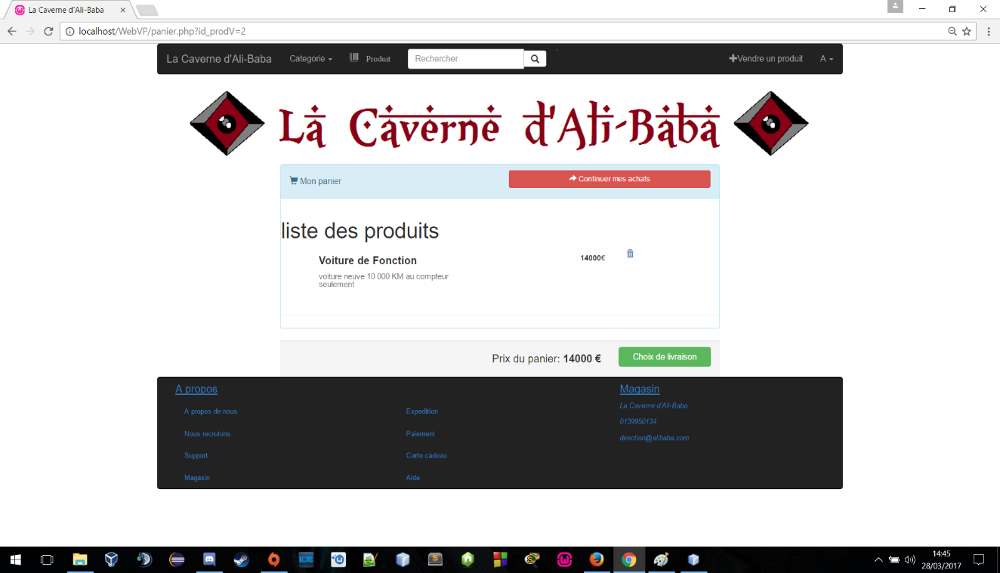 La Caverne d'Ali-Baba
localhost/WebVP/panier.php?id_prodV=2
La Caverne d'Ali-Baba Categorie Produit Rechercher Vendre un produit A
La Caverne d'Ali-Baba
Mon panier Continuer mes achats
liste des produits
Voiture de Fonction 14000€
voiture neuve 10 000 KM au compteur
seulement
Prix du panier: 14000 € Choix de livraison
A propos Magasin
La Caverne d'Ali-Baba
A propos de nous Expedition
0139950134
Nous recrutons Paiement
direction@alibaba.com
Support Carte cadeau
Magasin Aide
14:45
28/03/2017